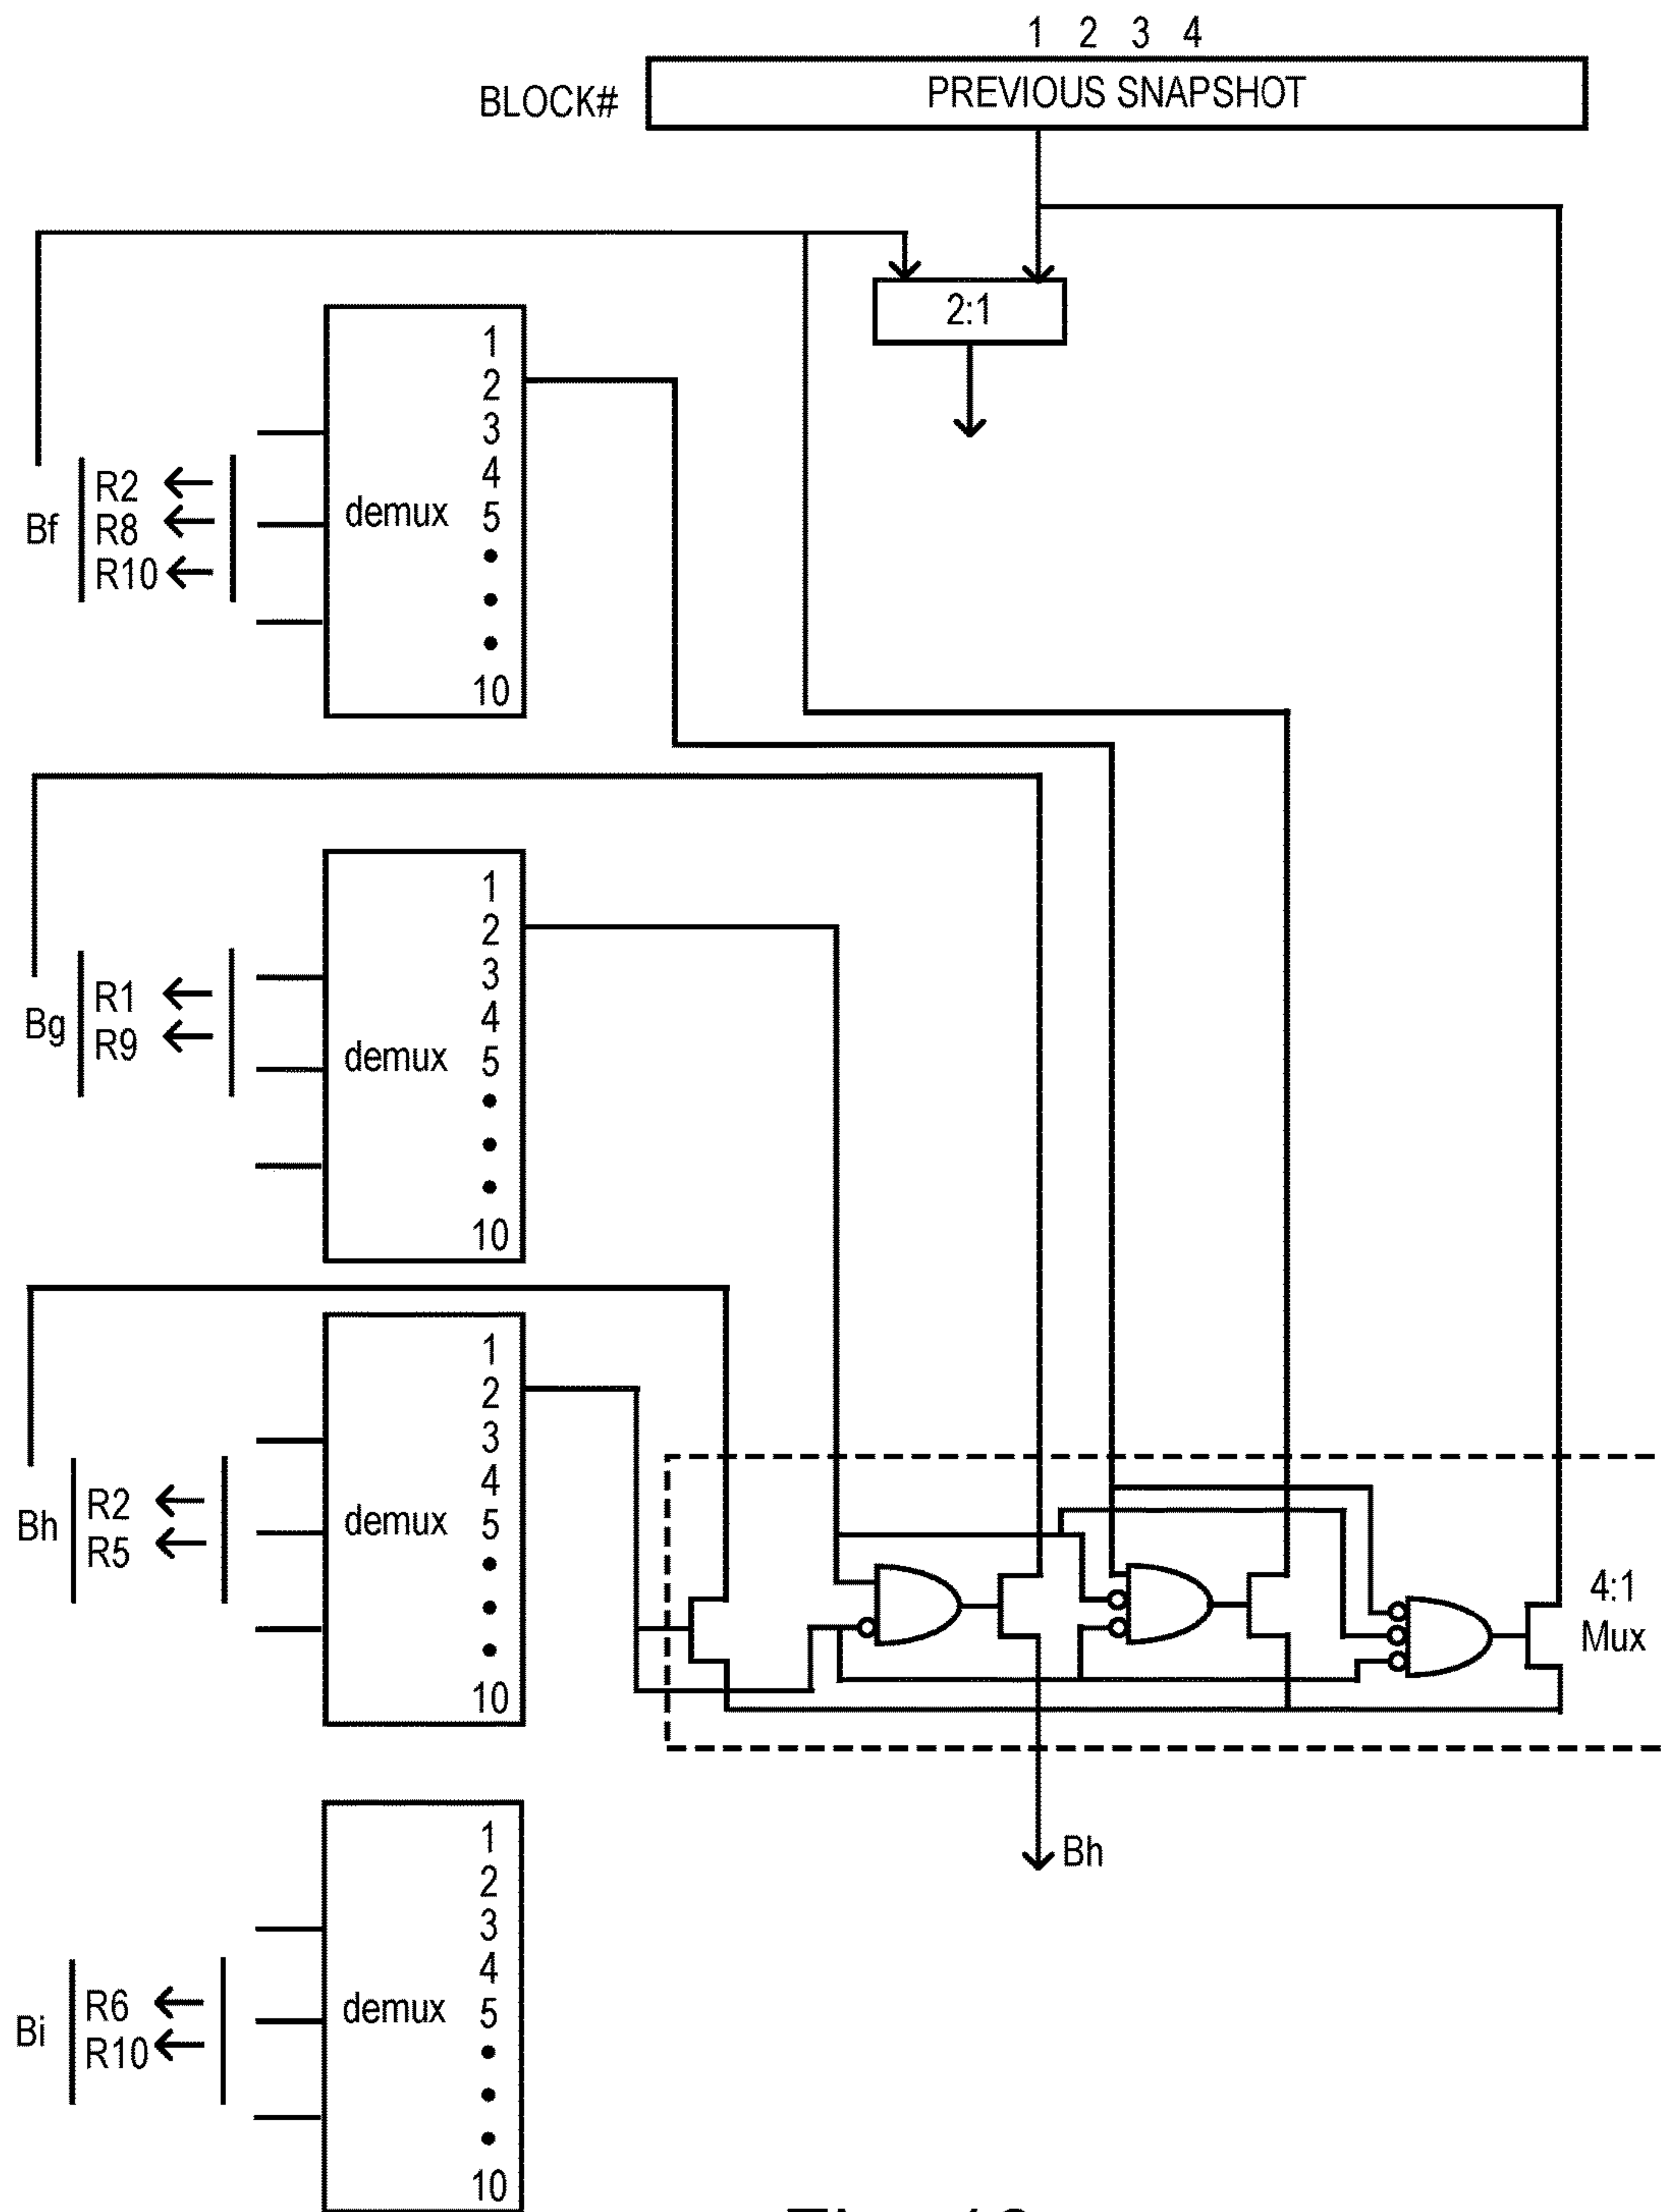 1 2 3 4
BLOCK#
PREVIOUS SNAPSHOT
2:1
Bf
R2
R8
R10
demux
1
2
3
4
5
10
Bg
R1
R9
demux
1
2
3
4
5
10
Bh
R2
R5
demux
1
2
3
4
5
10
4:1
Mux
Bh
Bi
R6
R10
demux
1
2
3
4
5
10